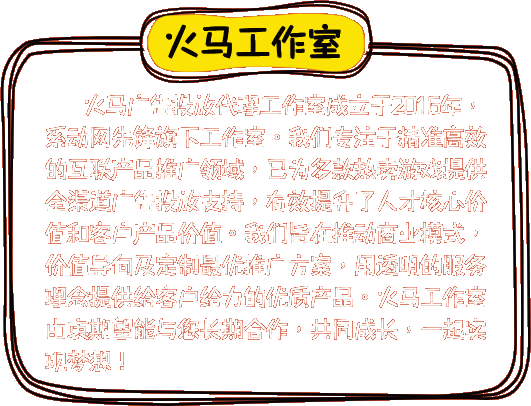 火马工作室
火马广告投放代理工作室成立于2016年，
系动网先锋旗下工作室。我们专注于精准高效
的互联产品推广领域，已为多款热卖游戏提供
全渠道广告投放支持，有效提升了人才核心价
值和客户产品价值。我们旨在推动商业模式，
价值导向及定制最优推广方案，用透明的服务
理念提供给客户给力的优质产品。火马工作室
由衷期望能与您长期合作，共同成长，一起实
现梦想！